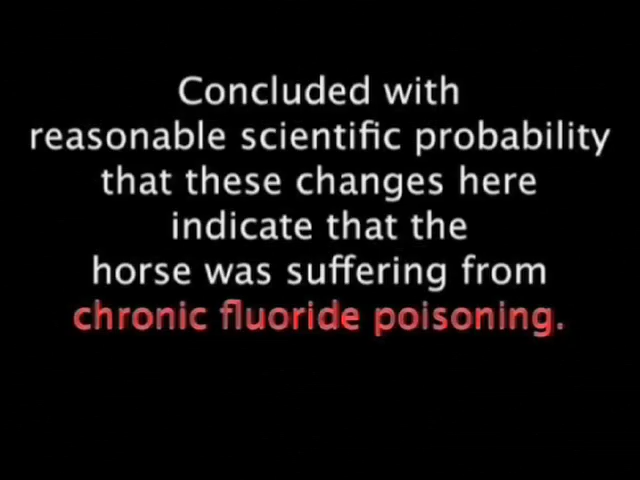 Concluded with
reasonable scientific probability
that these changes here
indicate that the
horse was suffering from
chronic fluoride poisoning.